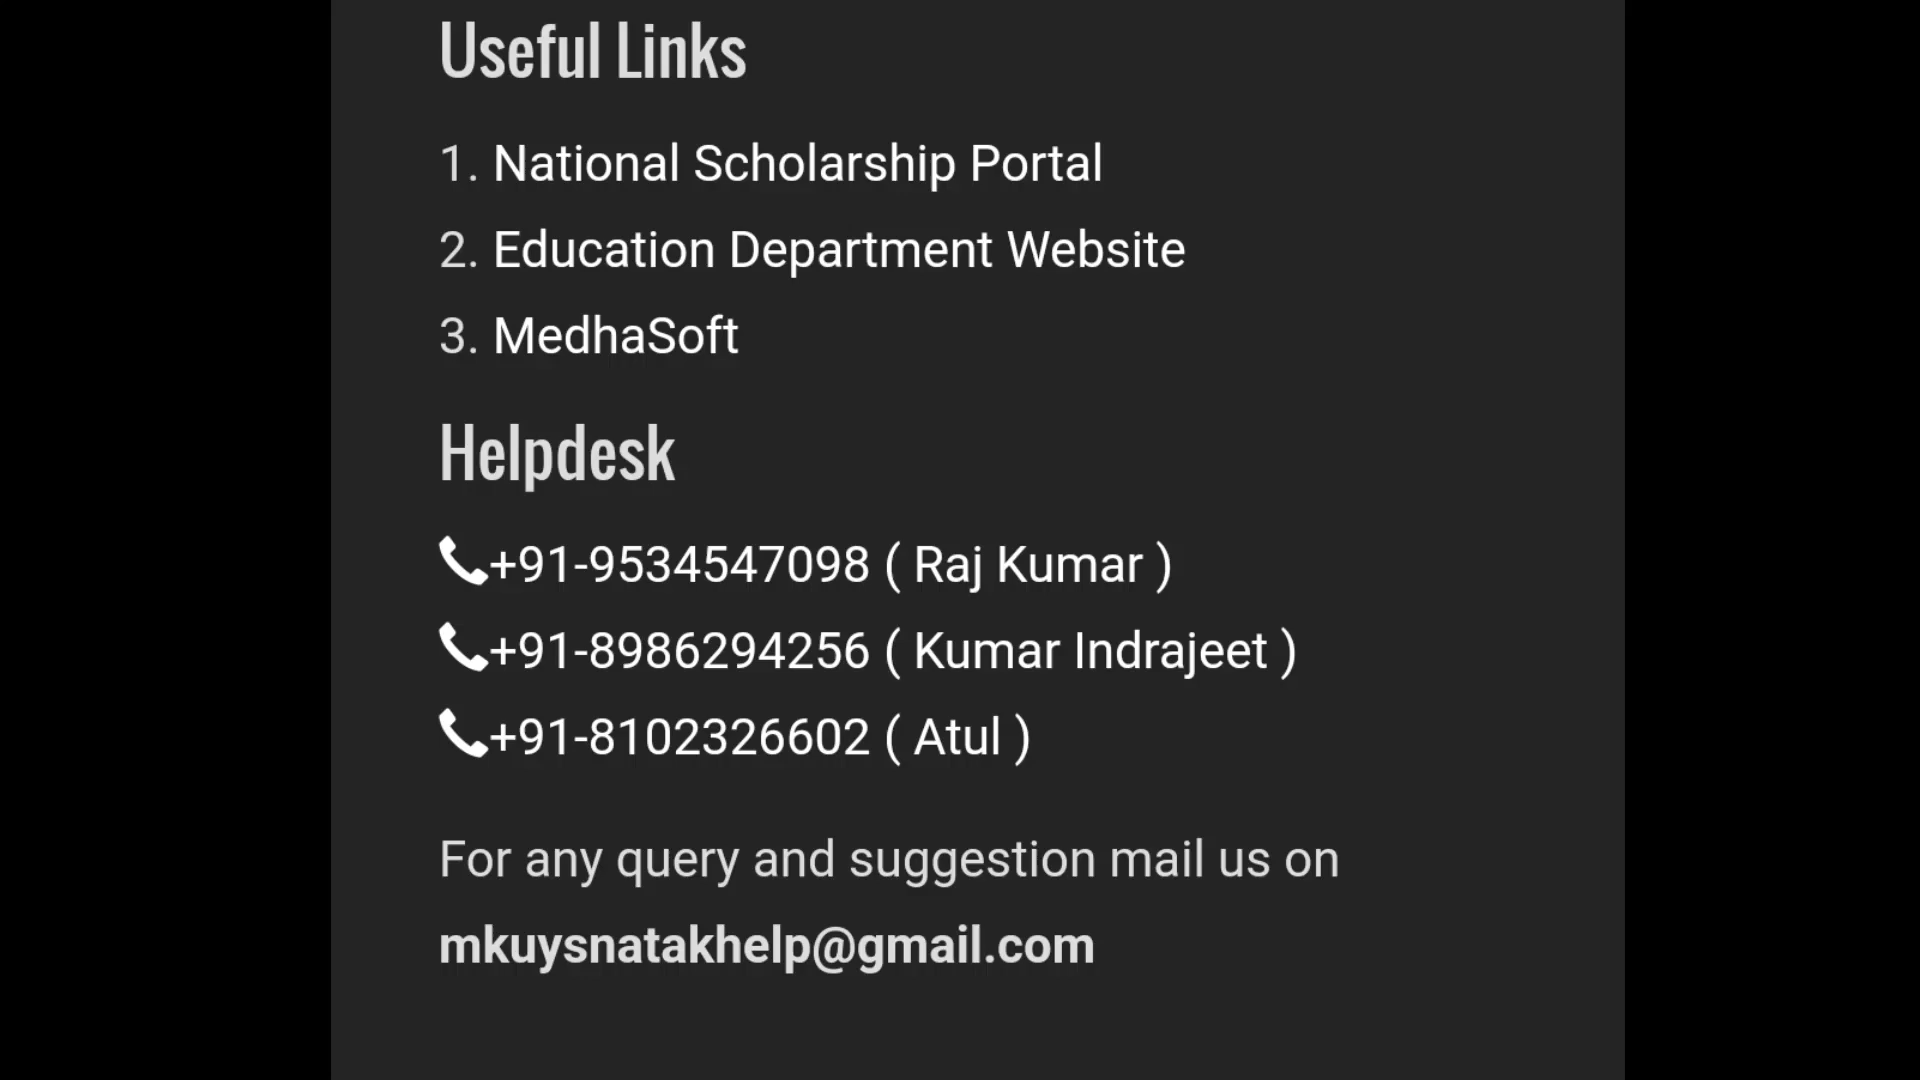 Useful Links
1. National Scholarship Portal
2. Education Department Website
3. MedhaSoft
Helpdesk
+91-9534547098 ( Raj Kumar )
+91-8986294256 ( Kumar Indrajeet )
+91-8102326602 ( Atul )
For any query and suggestion mail us on
mkuysnatakhelp@gmail.com